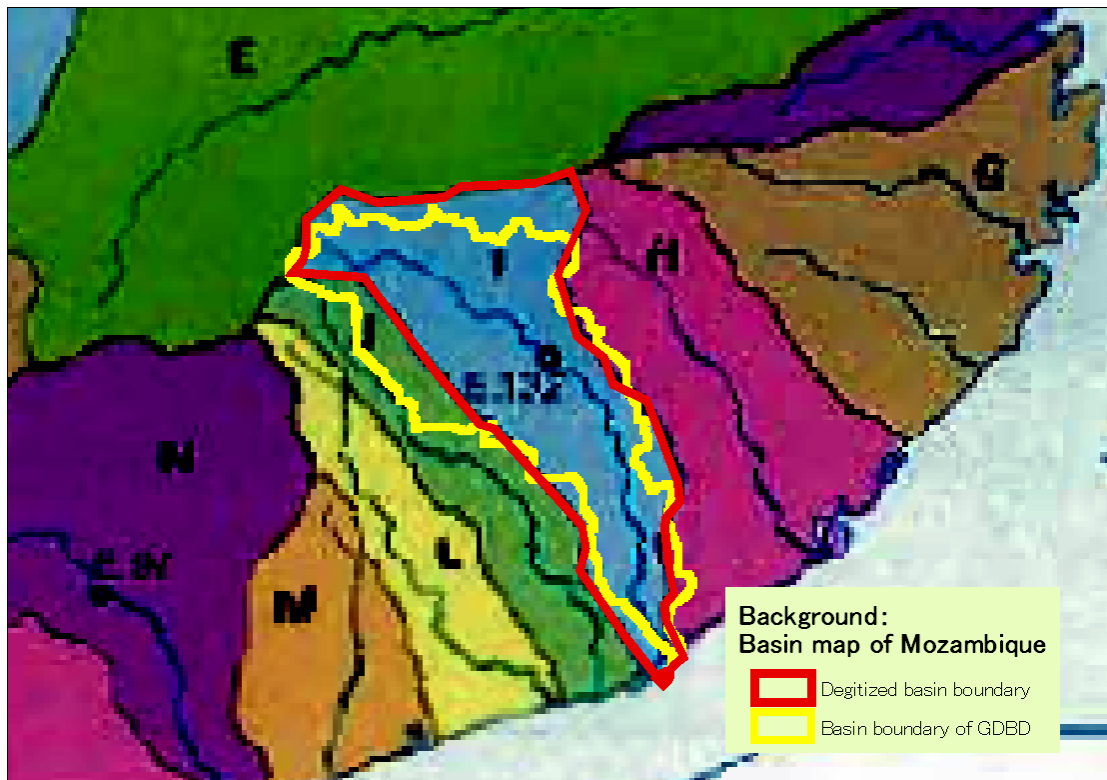 E
G
H
I
J
N
L
M
Background:
Basin map of Mozambique
Degitized basin boundary
Basin boundary of GDBD